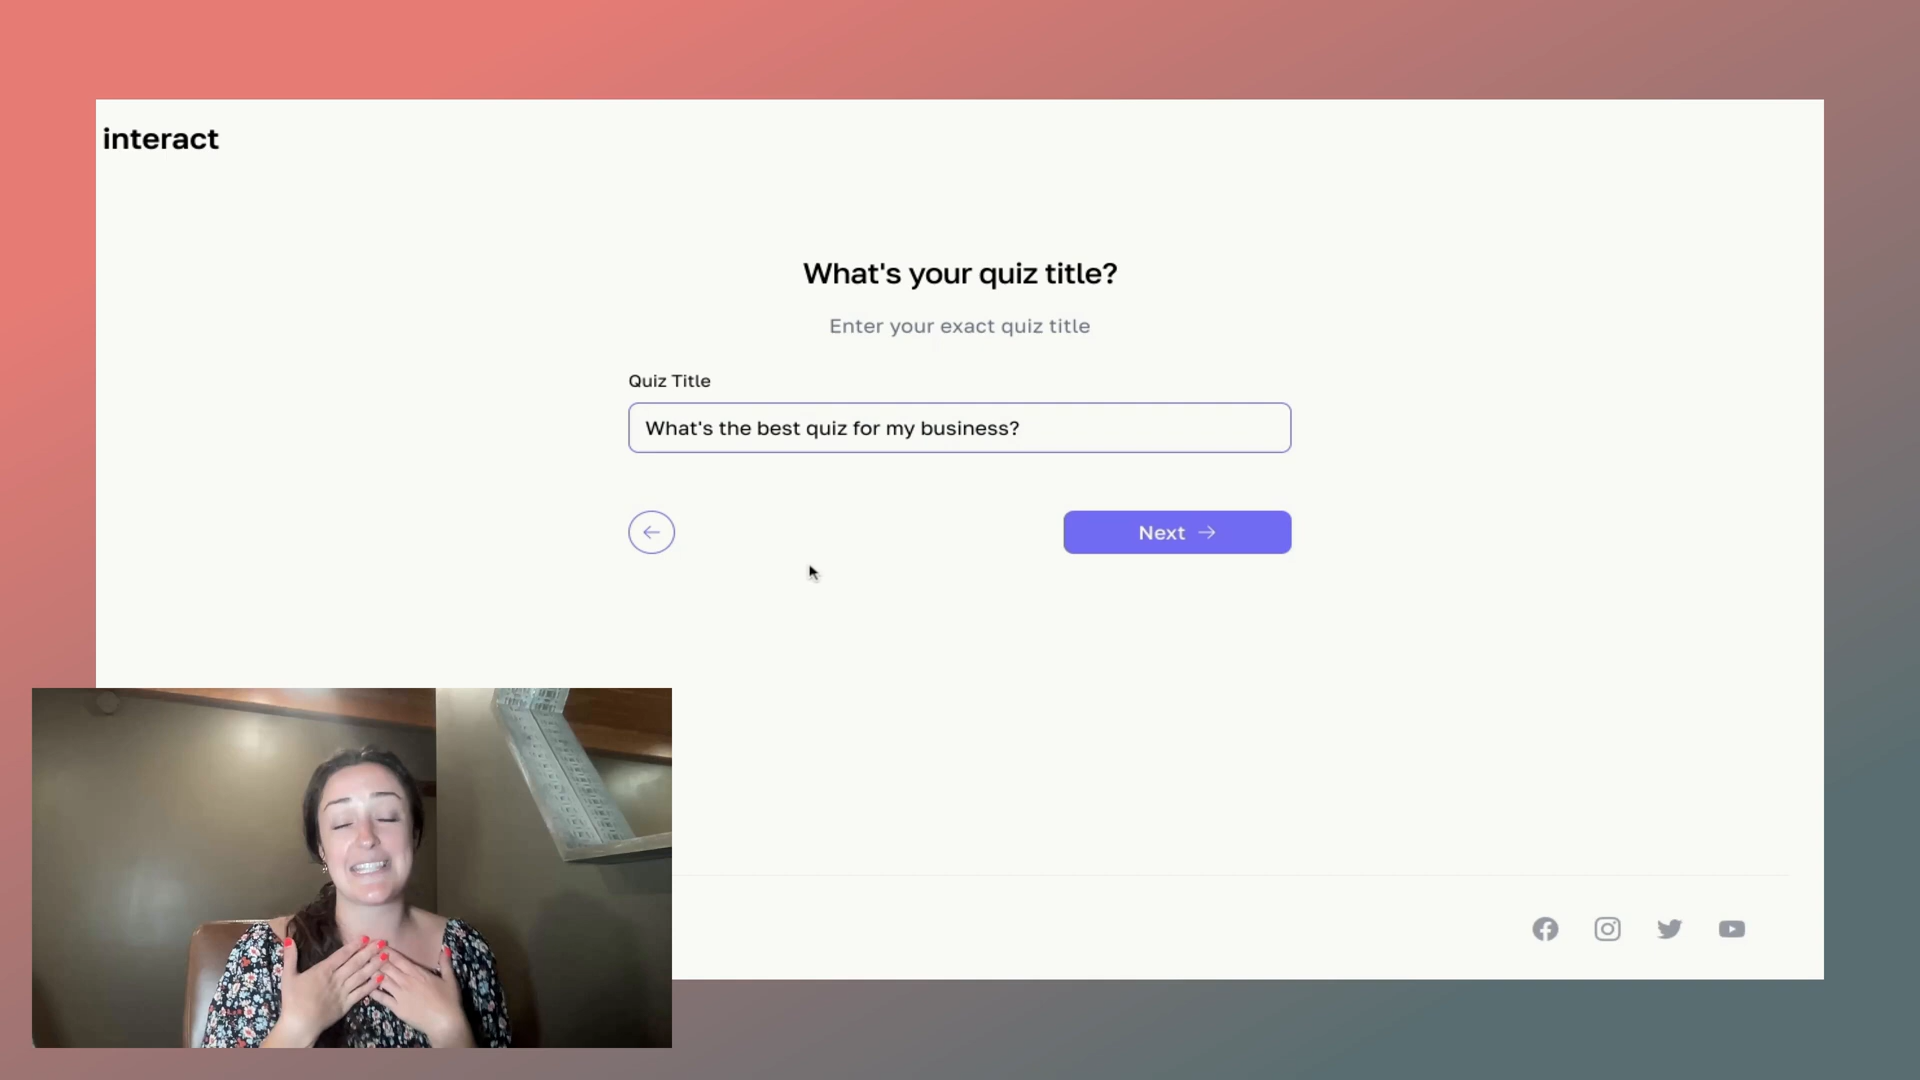 interact
What's your quiz title?
Enter your exact quiz title
Quiz Title
What's the best quiz for my business?
Next